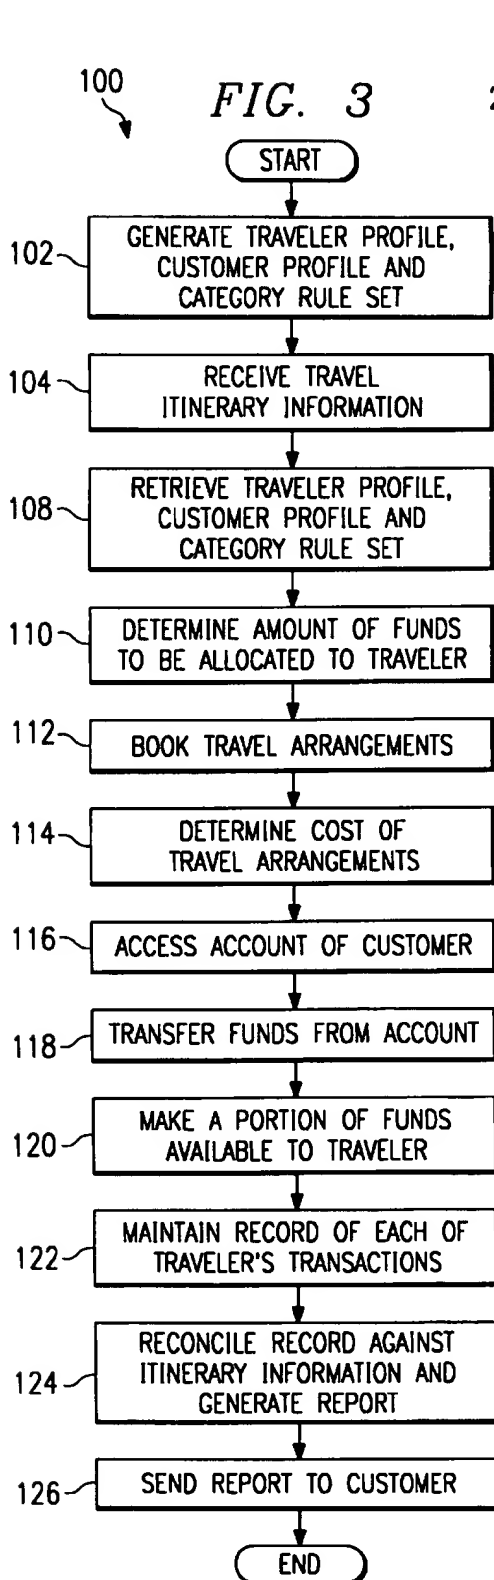 100
FIG. 3
START
102
GENERATE TRAVELER PROFILE,
CUSTOMER PROFILE AND
CATEGORY RULE SET
104
RECEIVE TRAVEL
ITINERARY INFORMATION
108
RETRIEVE TRAVELER PROFILE,
CUSTOMER PROFILE AND
CATEGORY RULE SET
110
DETERMINE AMOUNT OF FUNDS
TO BE ALLOCATED TO TRAVELER
112
BOOK TRAVEL ARRANGEMENTS
114
DETERMINE COST OF
TRAVEL ARRANGEMENTS
116
ACCESS ACCOUNT OF CUSTOMER
118
TRANSFER FUNDS FROM ACCOUNT
120
MAKE A PORTION OF FUNDS
AVAILABLE TO TRAVELER
122
MAINTAIN RECORD OF EACH OF
TRAVELER'S TRANSACTIONS
124
RECONCILE RECORD AGAINST
ITINERARY INFORMATION AND
GENERATE REPORT
126
SEND REPORT TO CUSTOMER
END